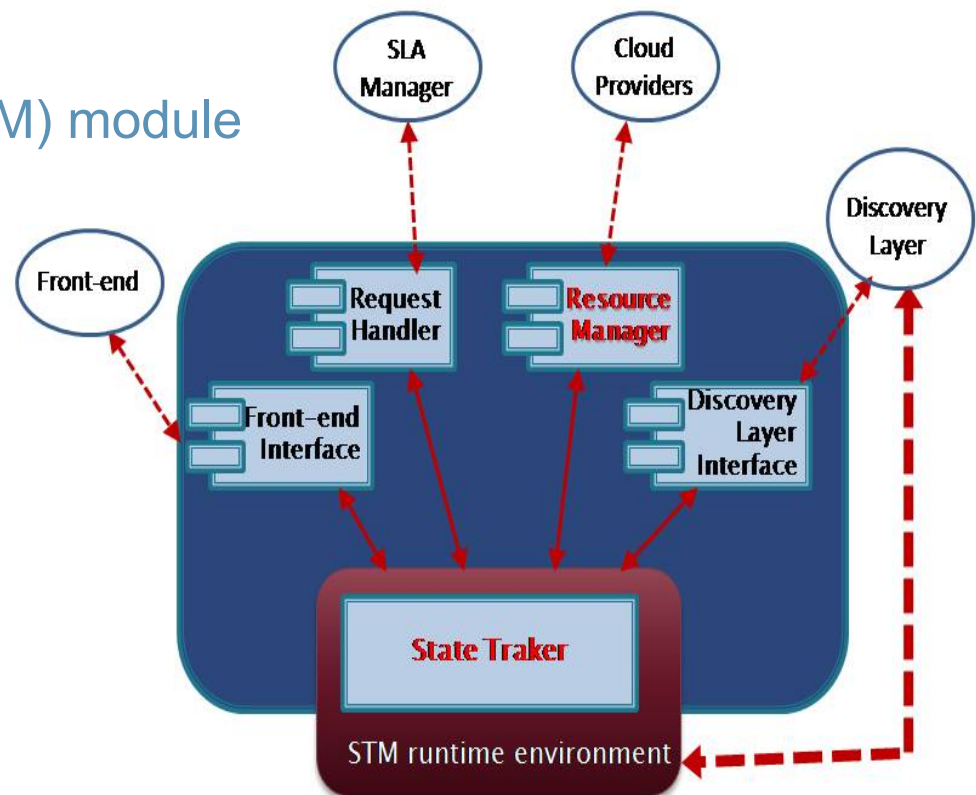 M) module
SLA
Manager
Cloud
Providers
Discovery
Layer
Front-end
Request
Handler
Resource
Manager
Front-end
Interface
Discovery
Layer
Interface
State Traker
STM runtime environment